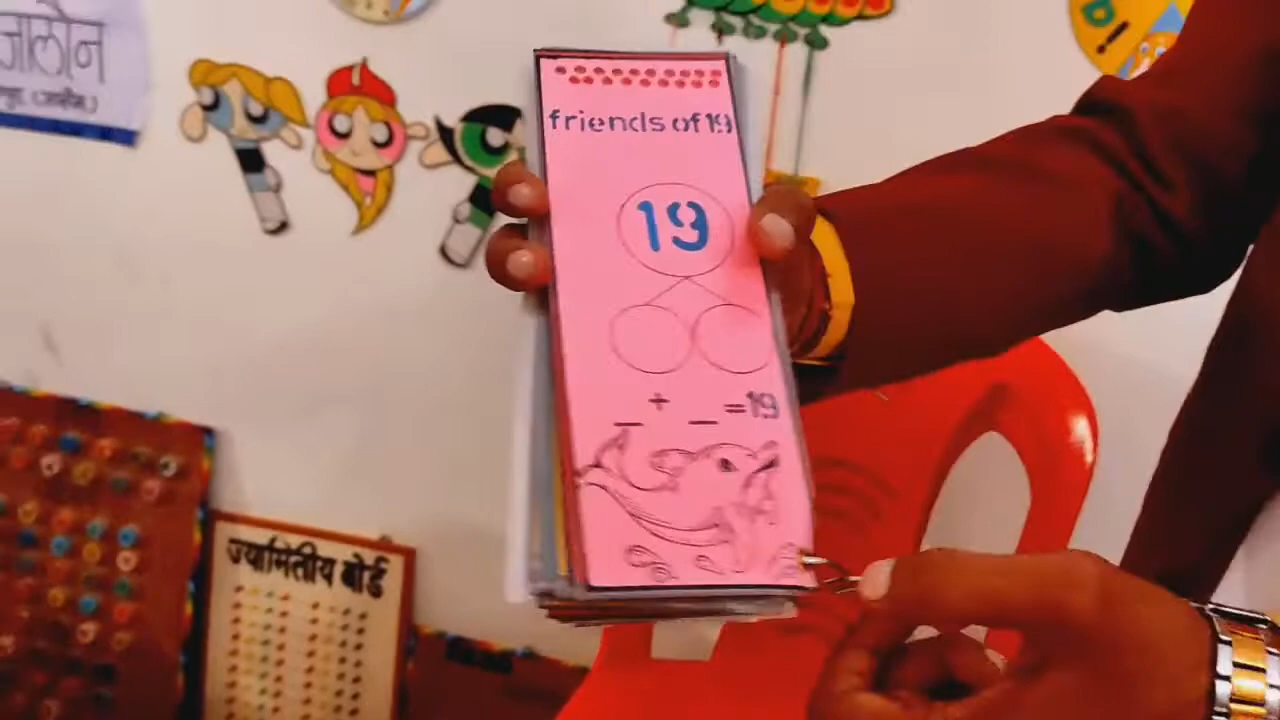 जालौन
friends of 19
19
+ =19
ज्यामितीय बोर्ड